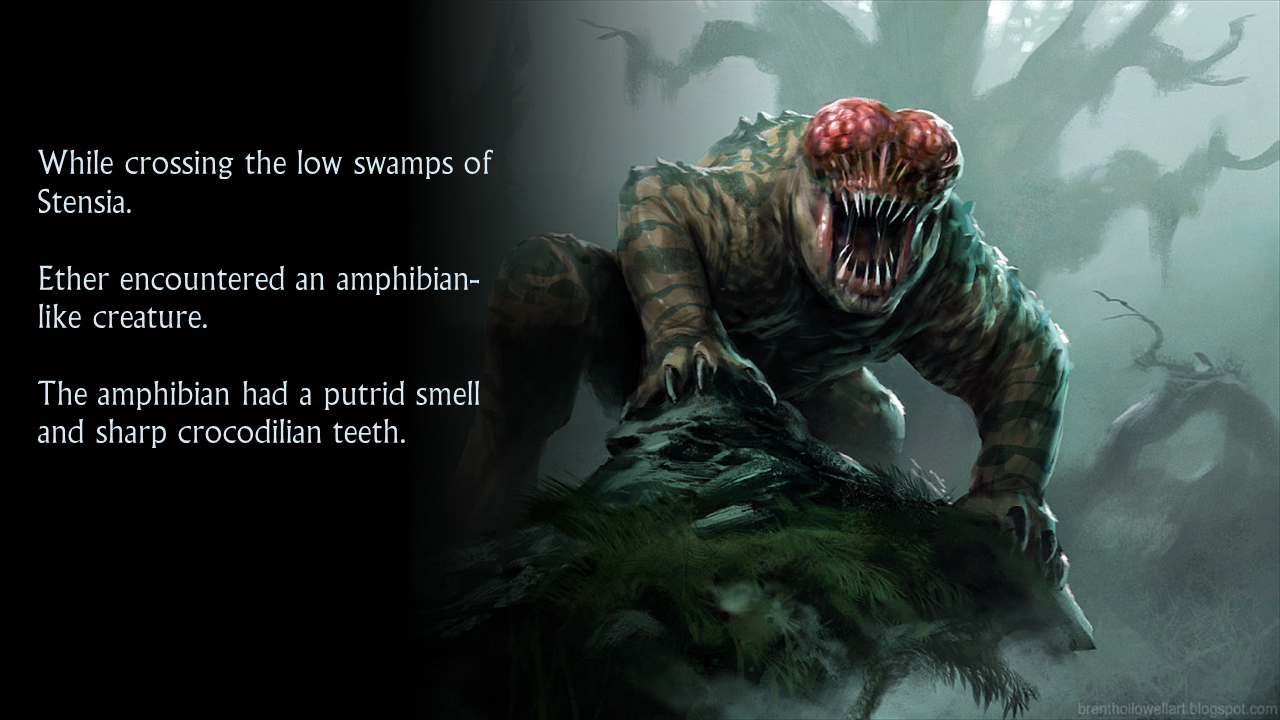 While crossing the low swamps of
Stensia.
Ether encountered an amphibian-
like creature.
The amphibian had a putrid smell
and sharp crocodilian teeth.
brenthollowellart.blogspot.com